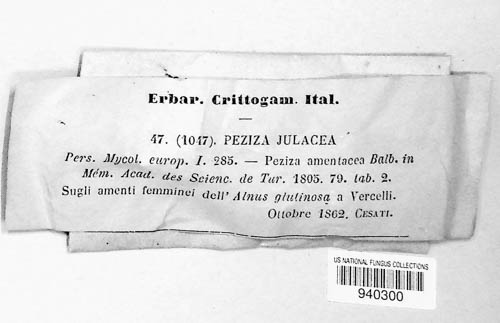 Erbar. Crittogam. Ital.
47. (1047). PEZIZA JULACEA
Pers. Mycol. europ. I. 285. — Peziza amentacea Balb. in
Mém. Acad. des Scienc. de Tur. 1805. 79. tab. 2.
Sugli amenti femminei dell'Alnus glutinosa a Vercelli.
Ottobre 1862. CESATI.
US NATIONAL FUNGUS COLLECTIONS
940300